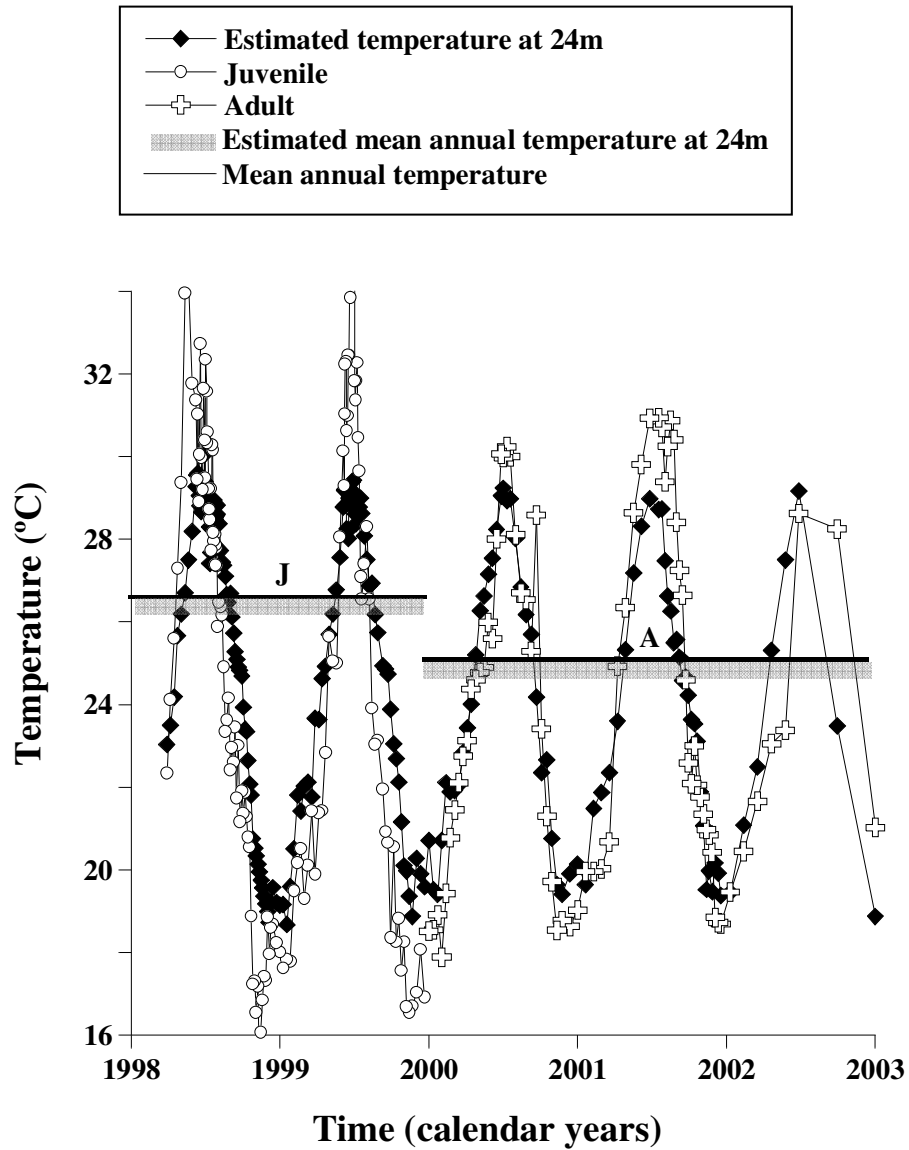 Estimated temperature at 24m
Juvenile
Adult
Estimated mean annual temperature at 24m
Mean annual temperature
32
28
24
20
16
J
A
Temperature (ºC)
1998
1999
2000
2001
2002
2003
Time (calendar years)